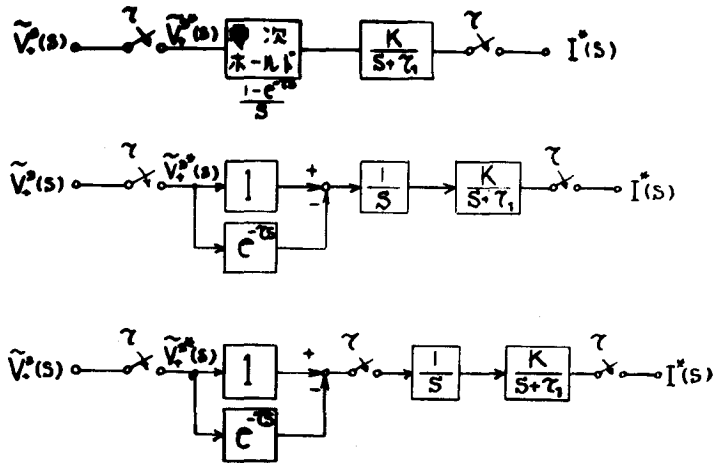 τ τ
Ṽ₊ˢ(s) Ṽ₊ˢ*(s) 次 K/(S+τ₁) I*(s)
ホールド
(1-e^-τs)/S
τ τ
Ṽ₊ˢ(s) Ṽ₊ˢ*(s) 1 + - 1/S K/(S+τ₁) I*(s)
e^-τs
τ τ τ
Ṽ₊ˢ(s) Ṽ₊ˢ*(s) 1 + - 1/S K/(S+τ₁) I*(s)
e^-τs